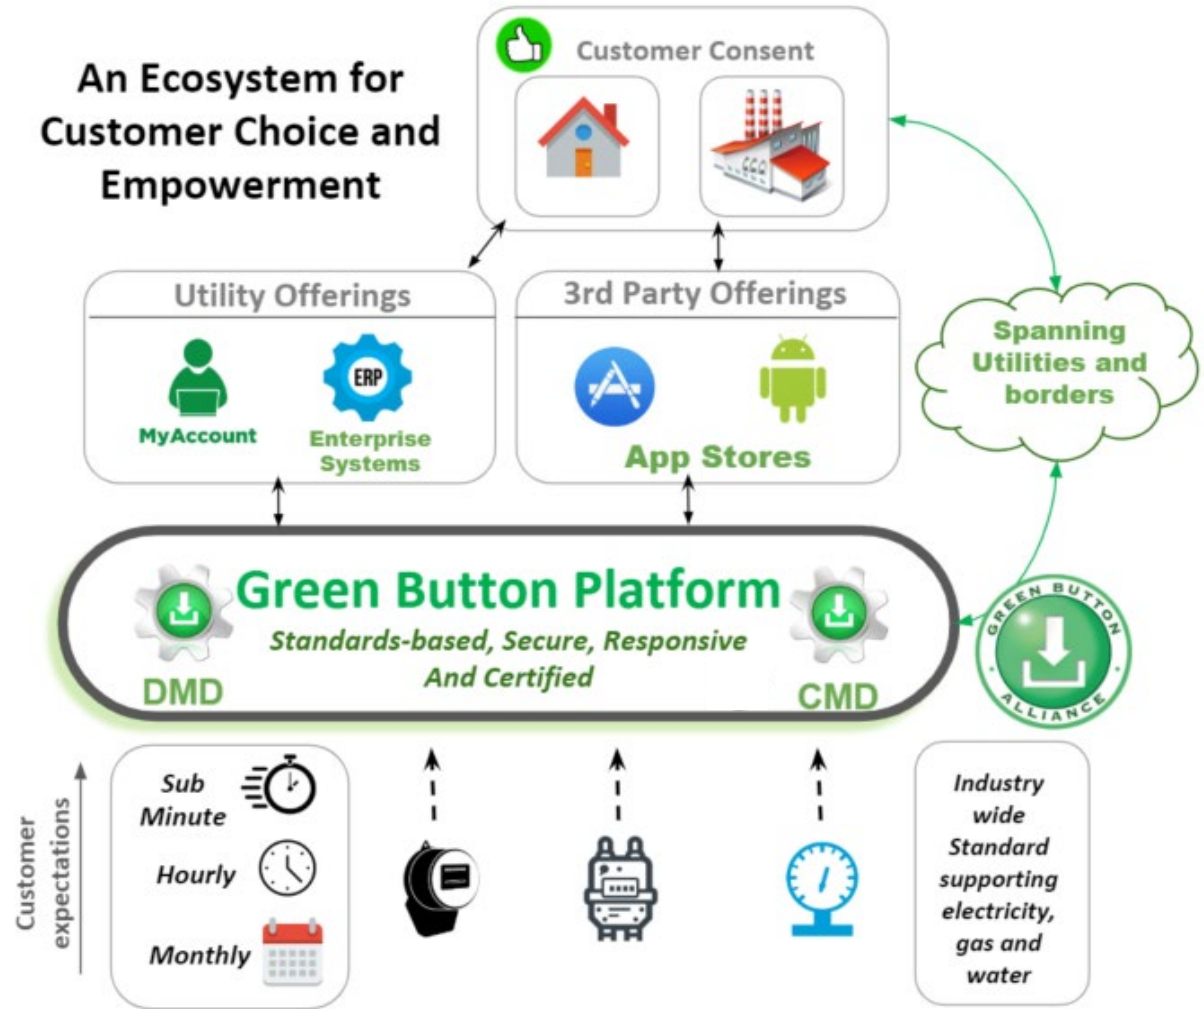 An Ecosystem for
Customer Choice and
Empowerment
Customer Consent
Utility Offerings
MyAccount
ERP
Enterprise
Systems
3rd Party Offerings
App Stores
Spanning
Utilities and
borders
Green Button Platform
Standards-based, Secure, Responsive
And Certified
DMD
CMD
GREEN BUTTON
ALLIANCE
Customer
expectations
Sub
Minute
Hourly
Monthly
Industry
wide
Standard
supporting
electricity,
gas and
water